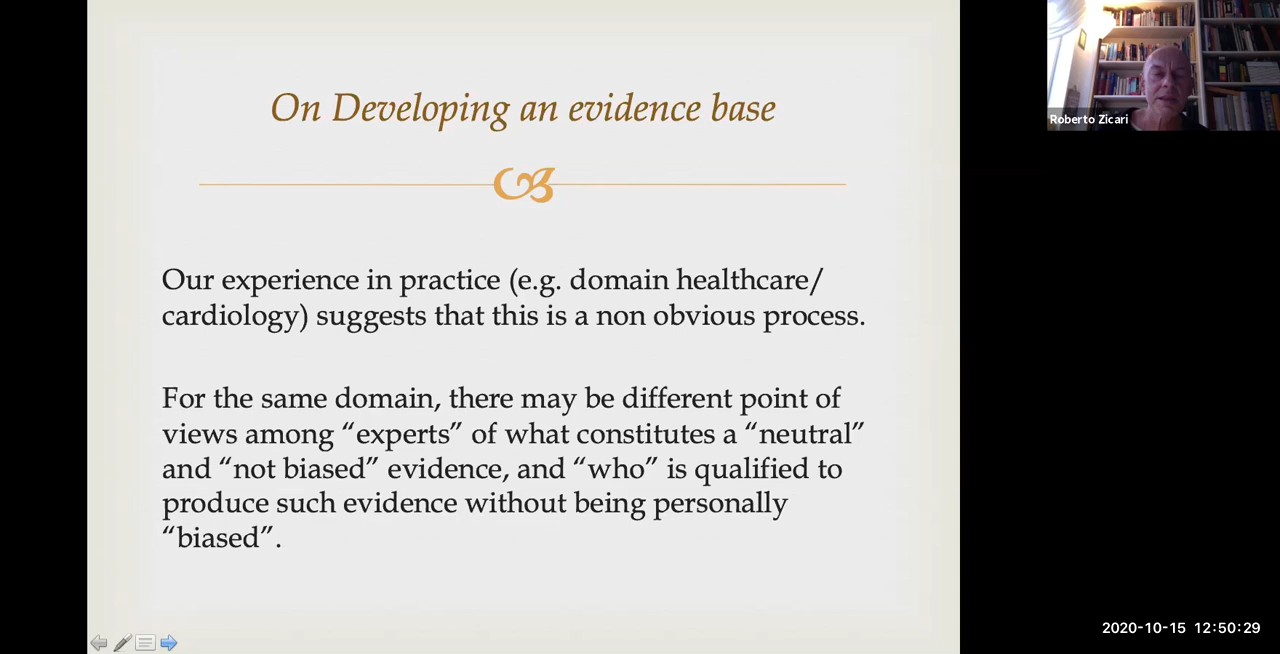 On Developing an evidence base
Our experience in practice (e.g. domain healthcare/
cardiology) suggests that this is a non obvious process.
For the same domain, there may be different point of
views among “experts” of what constitutes a “neutral”
and “not biased” evidence, and “who” is qualified to
produce such evidence without being personally
“biased”.
Roberto Zicari
2020-10-15 12:50:29